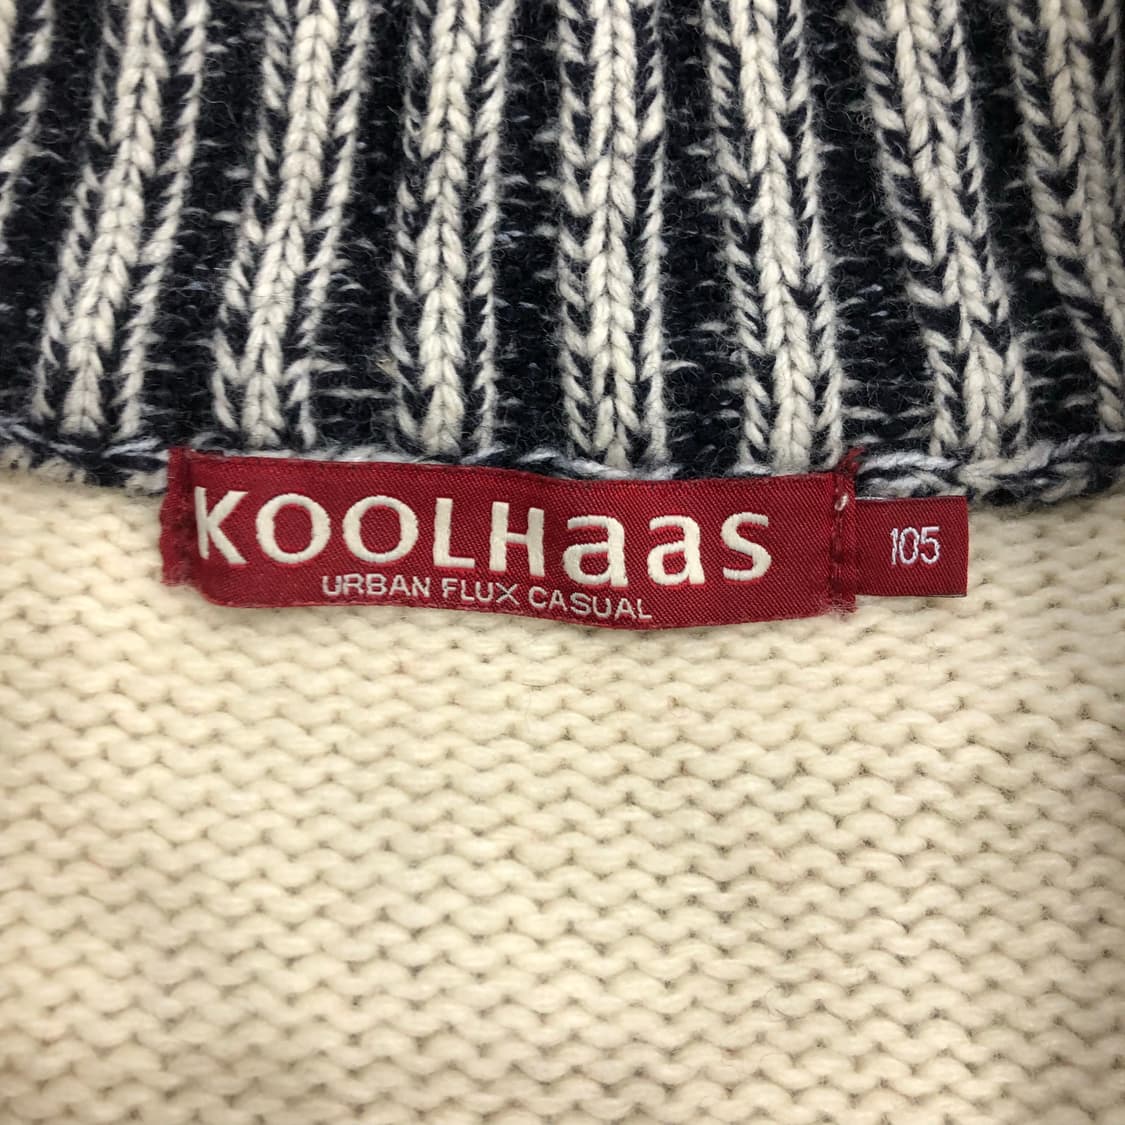 KOOLHaas
URBAN FLUX CASUAL
105